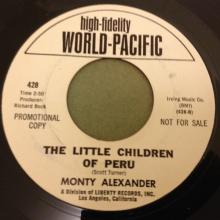 high-fidelity
WORLD-PACIFIC
428
Time 2:50
Producer:
Richard Bock
Irving Music Co.
(BMI)
(428-B)
PROMOTIONAL
COPY
NOT FOR SALE
THE LITTLE CHILDREN
OF PERU
(Scott Turner)
MONTY ALEXANDER
A Division of LIBERTY RECORDS, INC.
Los Angeles, California